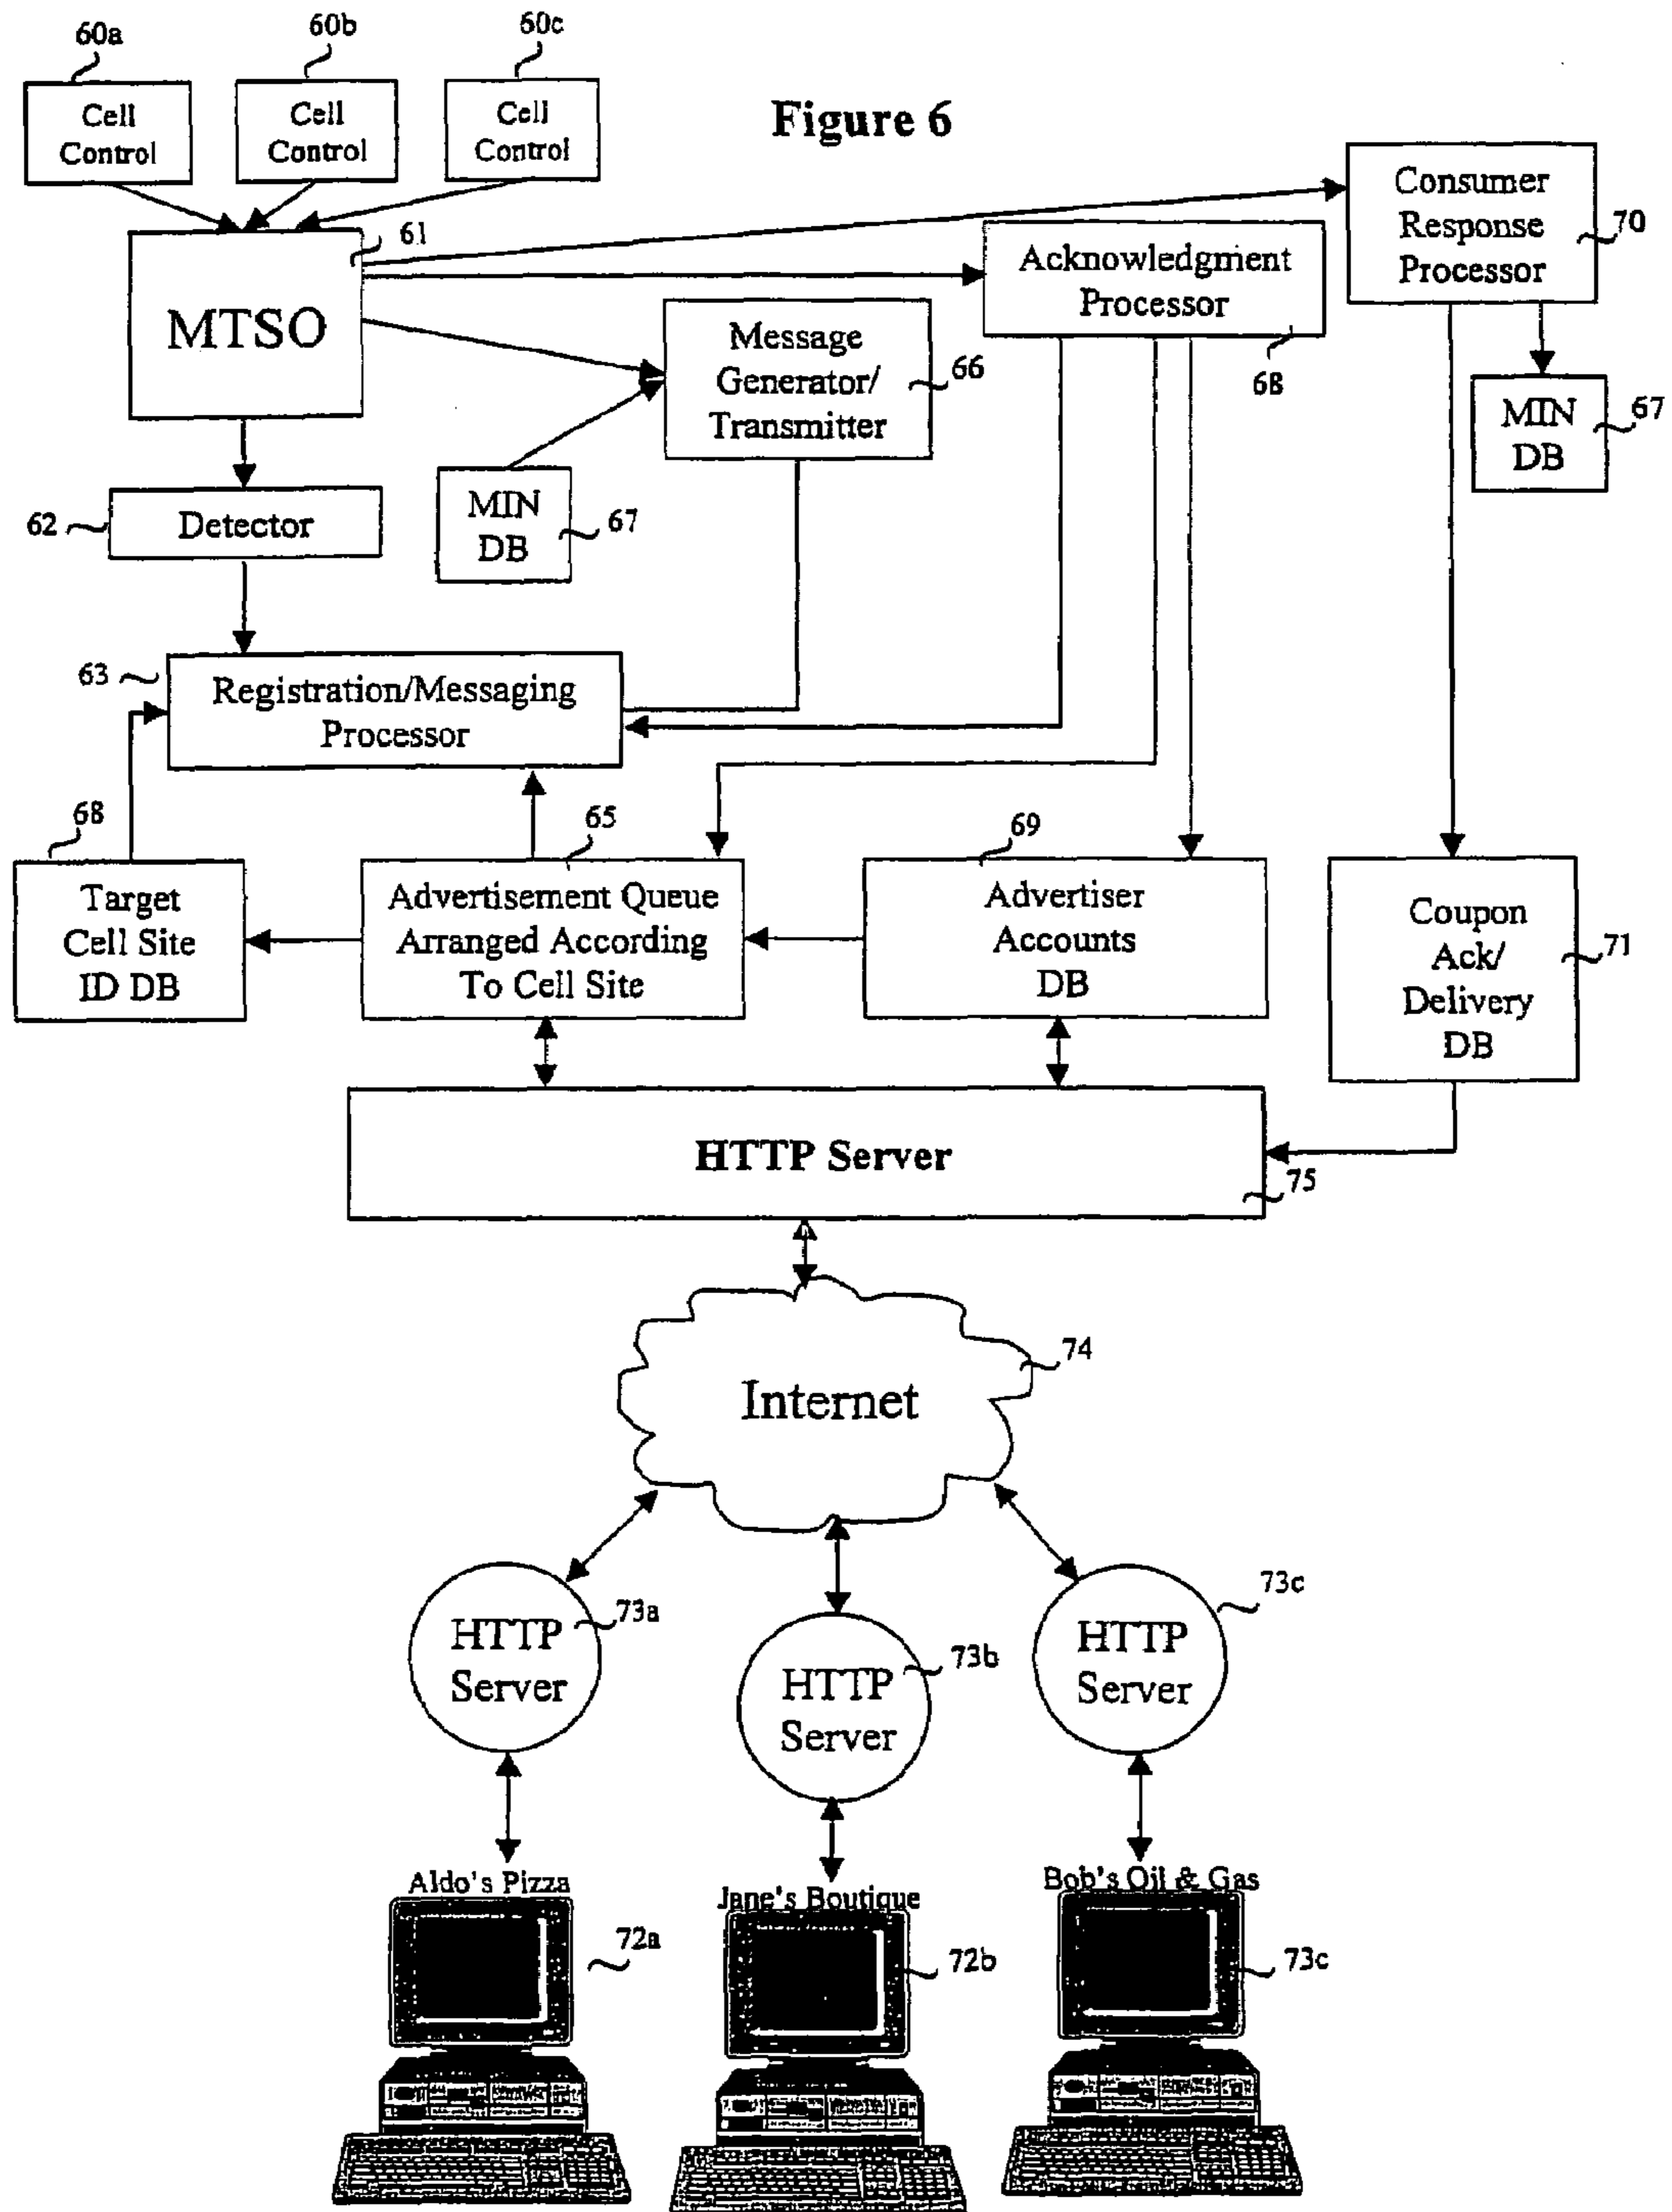 60a
60b
60c
Cell
Control
Cell
Control
Cell
Control
Figure 6
61
MTSO
Consumer
Response
Processor
70
Acknowledgment
Processor
68
Message
Generator/
Transmitter
66
MIN
DB
67
62
Detector
MIN
DB
67
63
Registration/Messaging
Processor
68
Target
Cell Site
ID DB
65
Advertisement Queue
Arranged According
To Cell Site
69
Advertiser
Accounts
DB
Coupon
Ack/
Delivery
DB
71
HTTP Server
75
Internet
74
HTTP
Server
73a
HTTP
Server
73b
HTTP
Server
73c
Aldo's Pizza
72a
Jane's Boutique
72b
Bob's Oil & Gas
73c